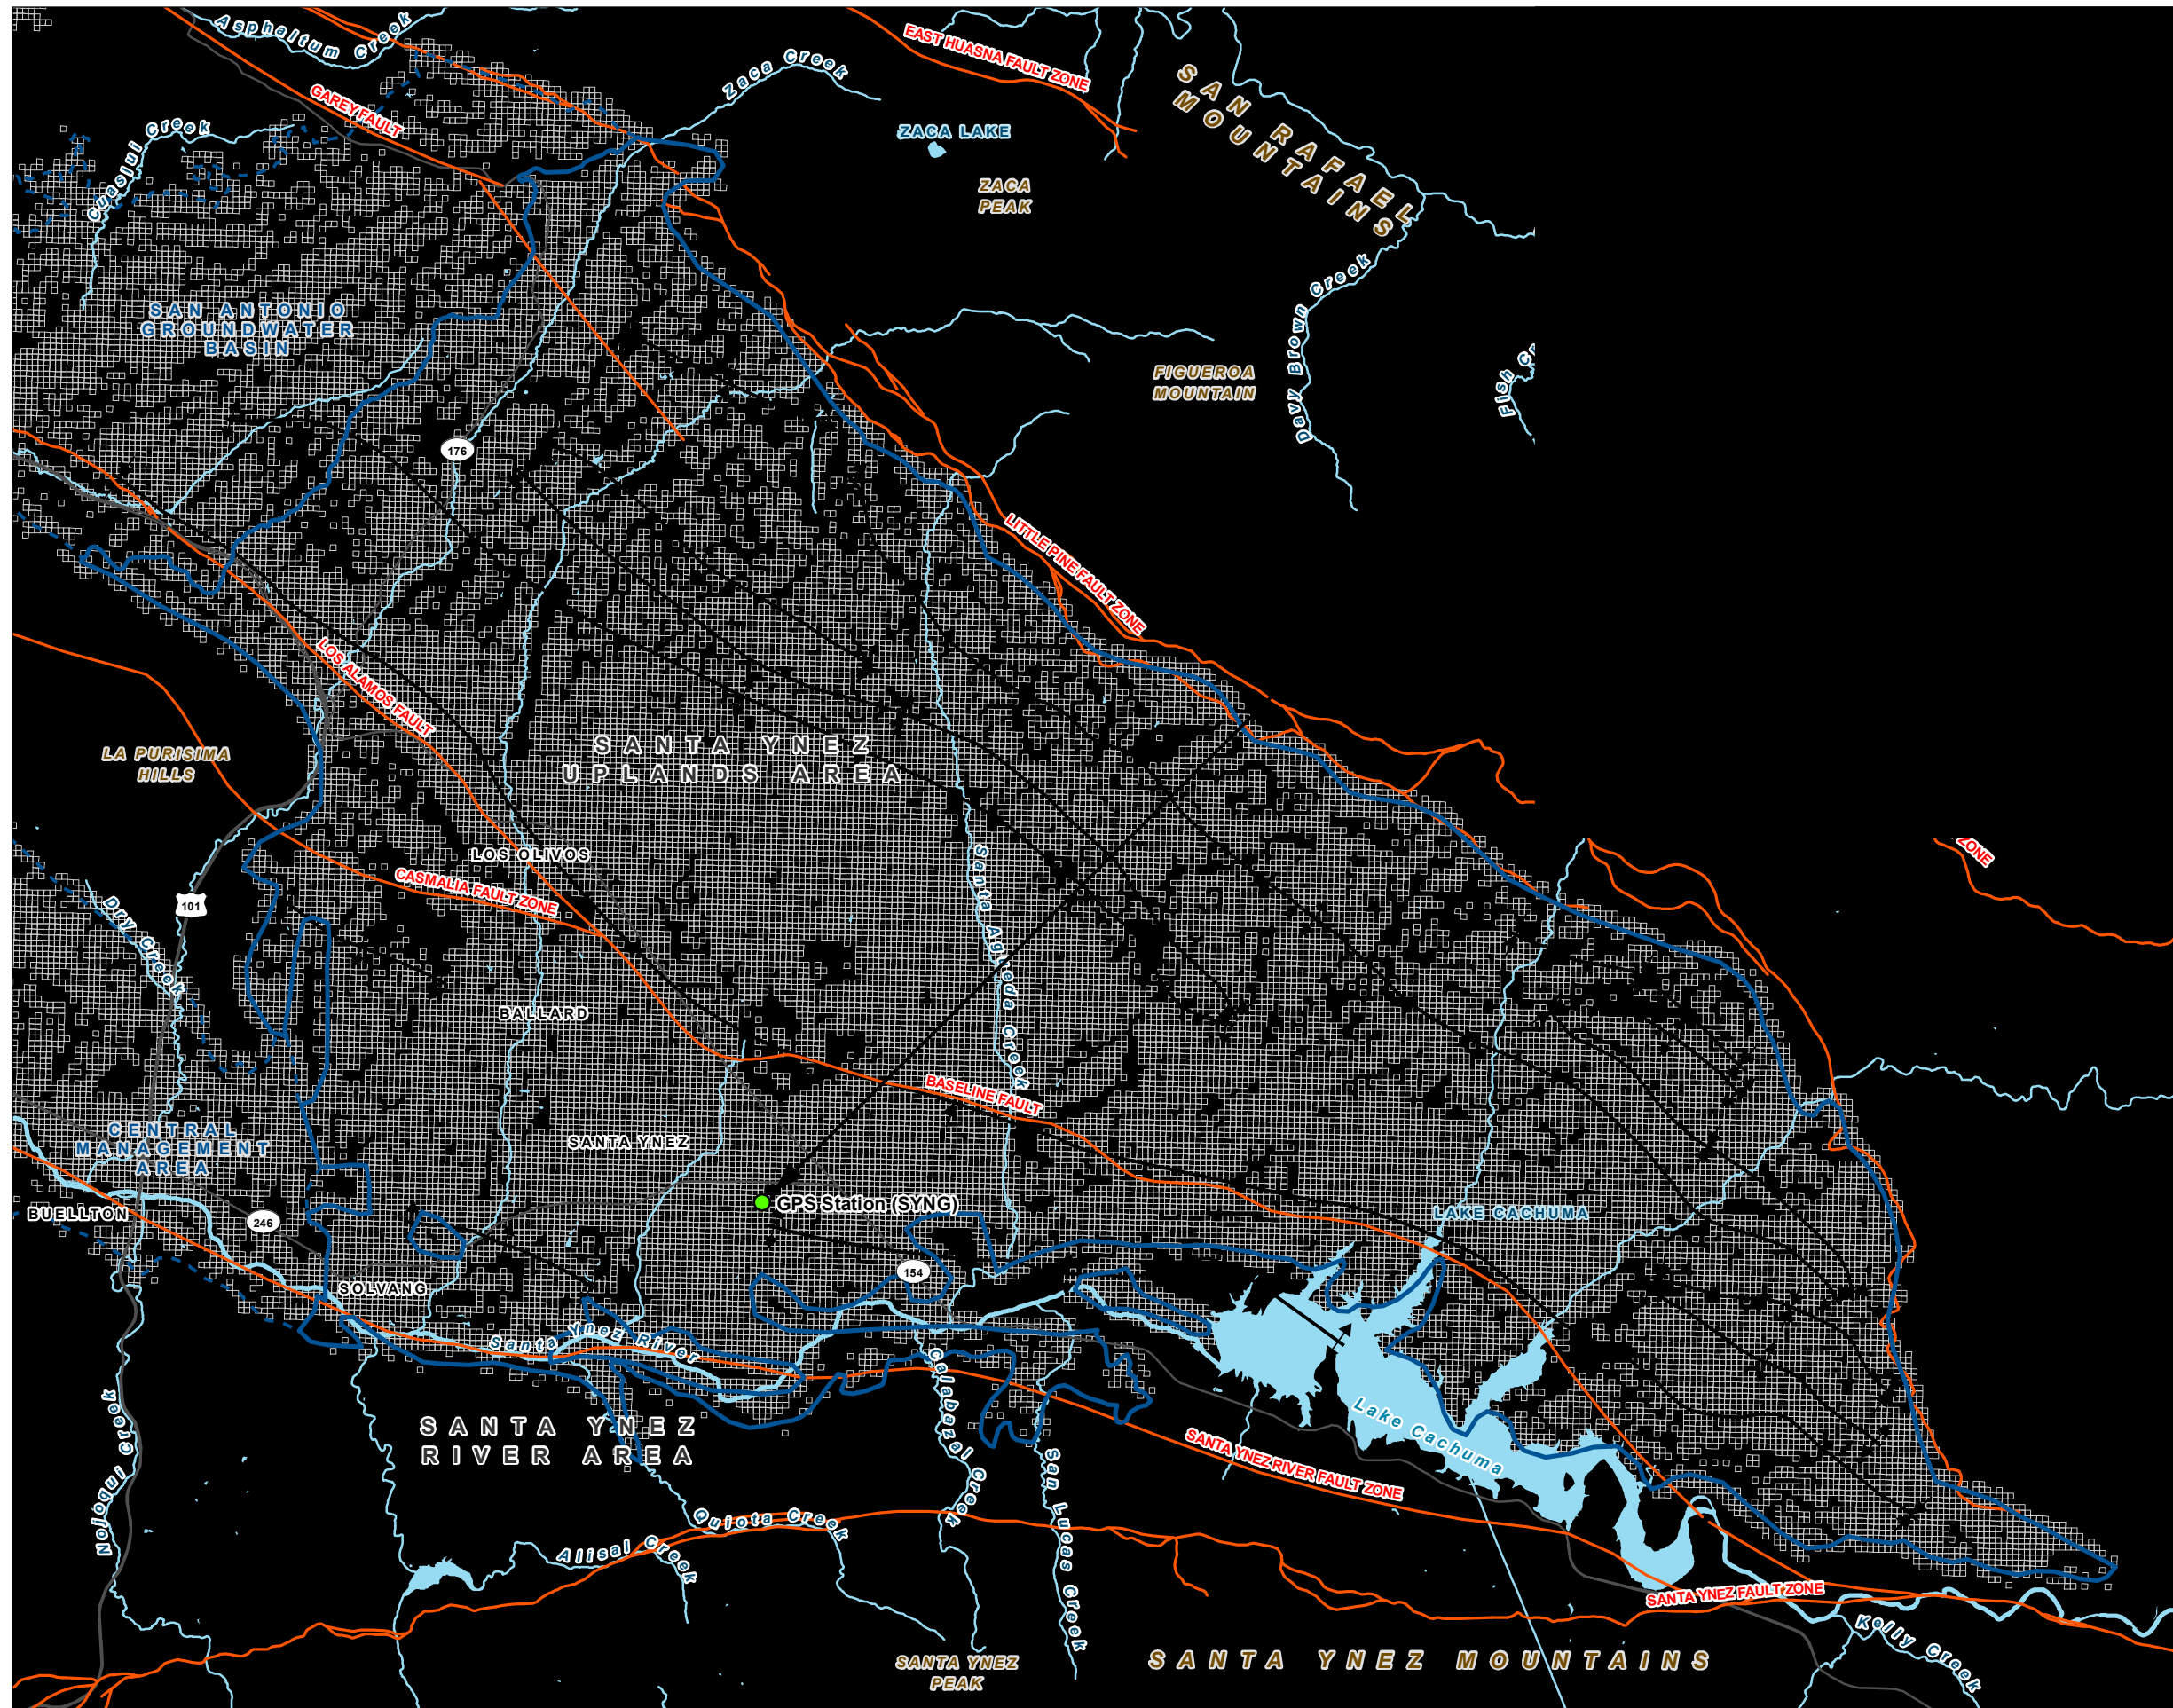 Asphaltum Creek
EAST HUASNA FAULT ZONE
Zaca Creek
SAN RAFAEL
MOUNTAINS
GAREY FAULT
ZACA LAKE
Cuaslui Creek
ZACA
PEAK
Davy Brown Creek
SAN ANTONIO
GROUNDWATER
BASIN
FIGUEROA
MOUNTAIN
Fish
176
LITTLE PINE FAULT ZONE
LOS ALAMOS FAULT
LA PURISIMA
HILLS
SANTA YNEZ
UPLANDS AREA
LOS OLIVOS
ZONE
CASMALIA FAULT ZONE
101
Dry Creek
Santa Agueda Creek
BALLARD
BASELINE FAULT
CENTRAL
MANAGEMENT
AREA
SANTA YNEZ
GPS Station (SYNG)
BUELLTON
246
LAKE CACHUMA
154
SOLVANG
Santa Ynez River
Calabazal Creek
Lake Cachuma
SANTA YNEZ
RIVER AREA
SANTA YNEZ RIVER FAULT ZONE
Nojoqui Creek
San Lucas Creek
Quiota Creek
Alisal Creek
SANTA YNEZ FAULT ZONE
Kelly Creek
SANTA YNEZ
PEAK
SANTA YNEZ MOUNTAINS